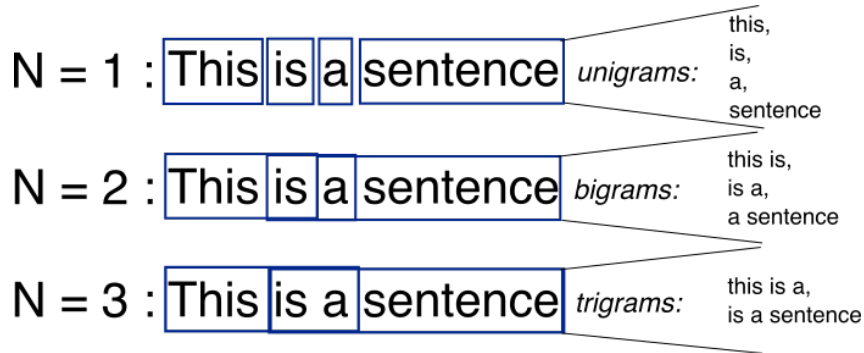 N = 1 : This is a sentence unigrams:
this,
is,
a,
sentence
N = 2 : This is a sentence bigrams:
this is,
is a,
a sentence
N = 3 : This is a sentence trigrams:
this is a,
is a sentence